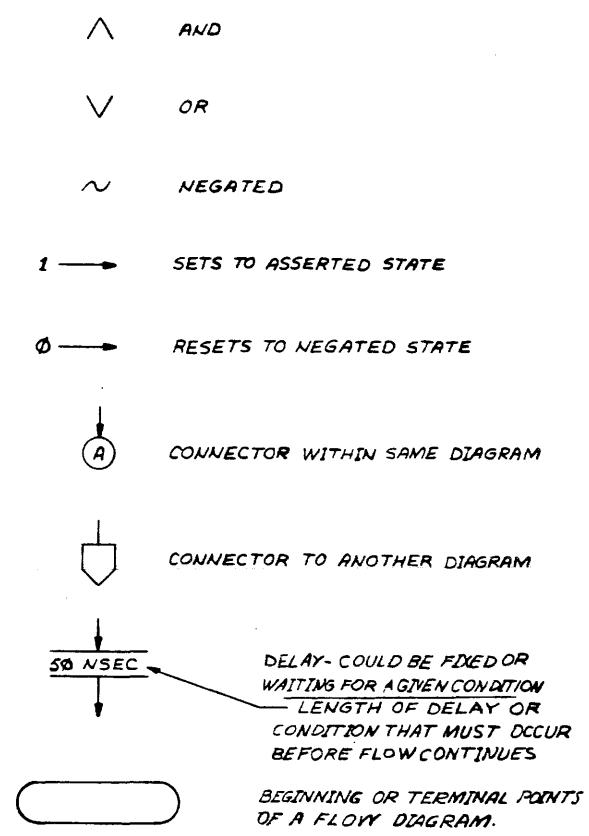 ∧ AND
∨ OR
~ NEGATED
1 → SETS TO ASSERTED STATE
Ø → RESETS TO NEGATED STATE
A CONNECTOR WITHIN SAME DIAGRAM
CONNECTOR TO ANOTHER DIAGRAM
5Ø NSEC
DELAY- COULD BE FIXED OR
WAITING FOR A GIVEN CONDITION
LENGTH OF DELAY OR
CONDITION THAT MUST OCCUR
BEFORE FLOW CONTINUES
BEGINNING OR TERMINAL POINTS
OF A FLOW DIAGRAM.